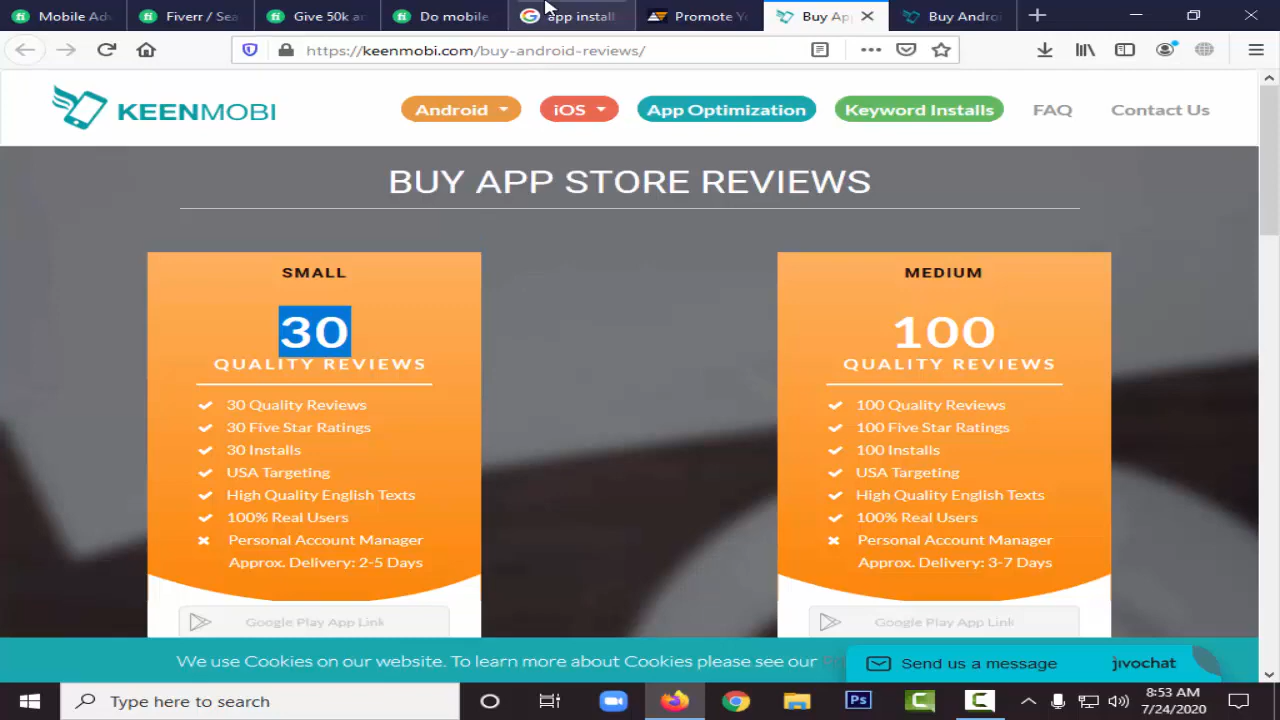 Mobile Adv
Fiverr / Sea
Give 50k an
Do mobile
app install
Promote Yo
Buy App
Buy Androi
https://keenmobi.com/buy-android-reviews/
KEENMOBI
Android
iOS
App Optimization
Keyword Installs
FAQ
Contact Us
BUY APP STORE REVIEWS
SMALL
30
QUALITY REVIEWS
30 Quality Reviews
30 Five Star Ratings
30 Installs
USA Targeting
High Quality English Texts
100% Real Users
Personal Account Manager
Approx. Delivery: 2-5 Days
Google Play App Link
MEDIUM
100
QUALITY REVIEWS
100 Quality Reviews
100 Five Star Ratings
100 Installs
USA Targeting
High Quality English Texts
100% Real Users
Personal Account Manager
Approx. Delivery: 3-7 Days
Google Play App Link
We use Cookies on our website. To learn more about Cookies please see our
Send us a message
jivochat
Type here to search
Ps
8:53 AM
7/24/2020